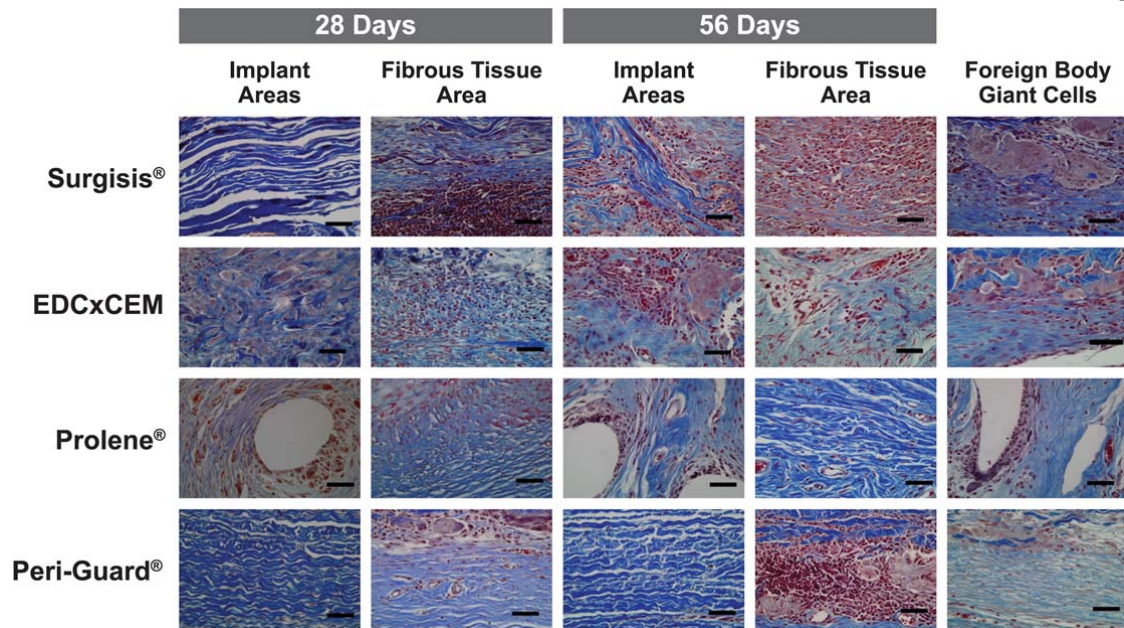 28 Days
56 Days
Implant
Areas
Fibrous Tissue
Area
Implant
Areas
Fibrous Tissue
Area
Foreign Body
Giant Cells
Surgisis®
EDCxCEM
Prolene®
Peri-Guard®